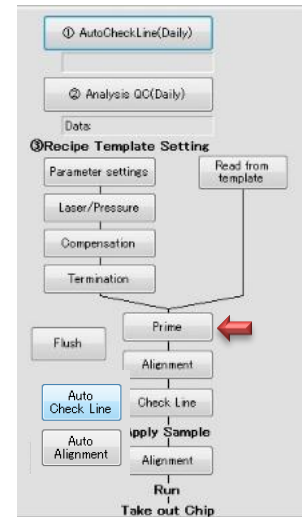 ① AutoCheckLine(Daily)
② Analysis QC(Daily)
Data:
③Recipe Template Setting
Parameter settings
Read from
template
Laser/Pressure
Compensation
Termination
Prime
Flush
Alignment
Auto
Check Line
Check Line
Apply Sample
Auto
Alignment
Alignment
Run
Take out Chip